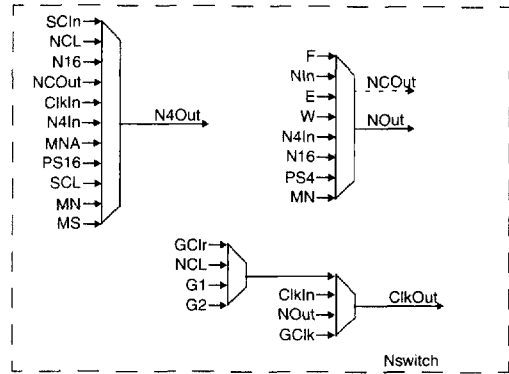 SCIn
NCL
N16
NCOut
ClkIn
N4In
MNA
PS16
SCL
MN
MS
N4Out
F
NIn
E
W
N4In
N16
PS4
MN
NCOut
NOut
GClr
NCL
G1
G2
ClkIn
NOut
GClk
ClkOut
Nswitch